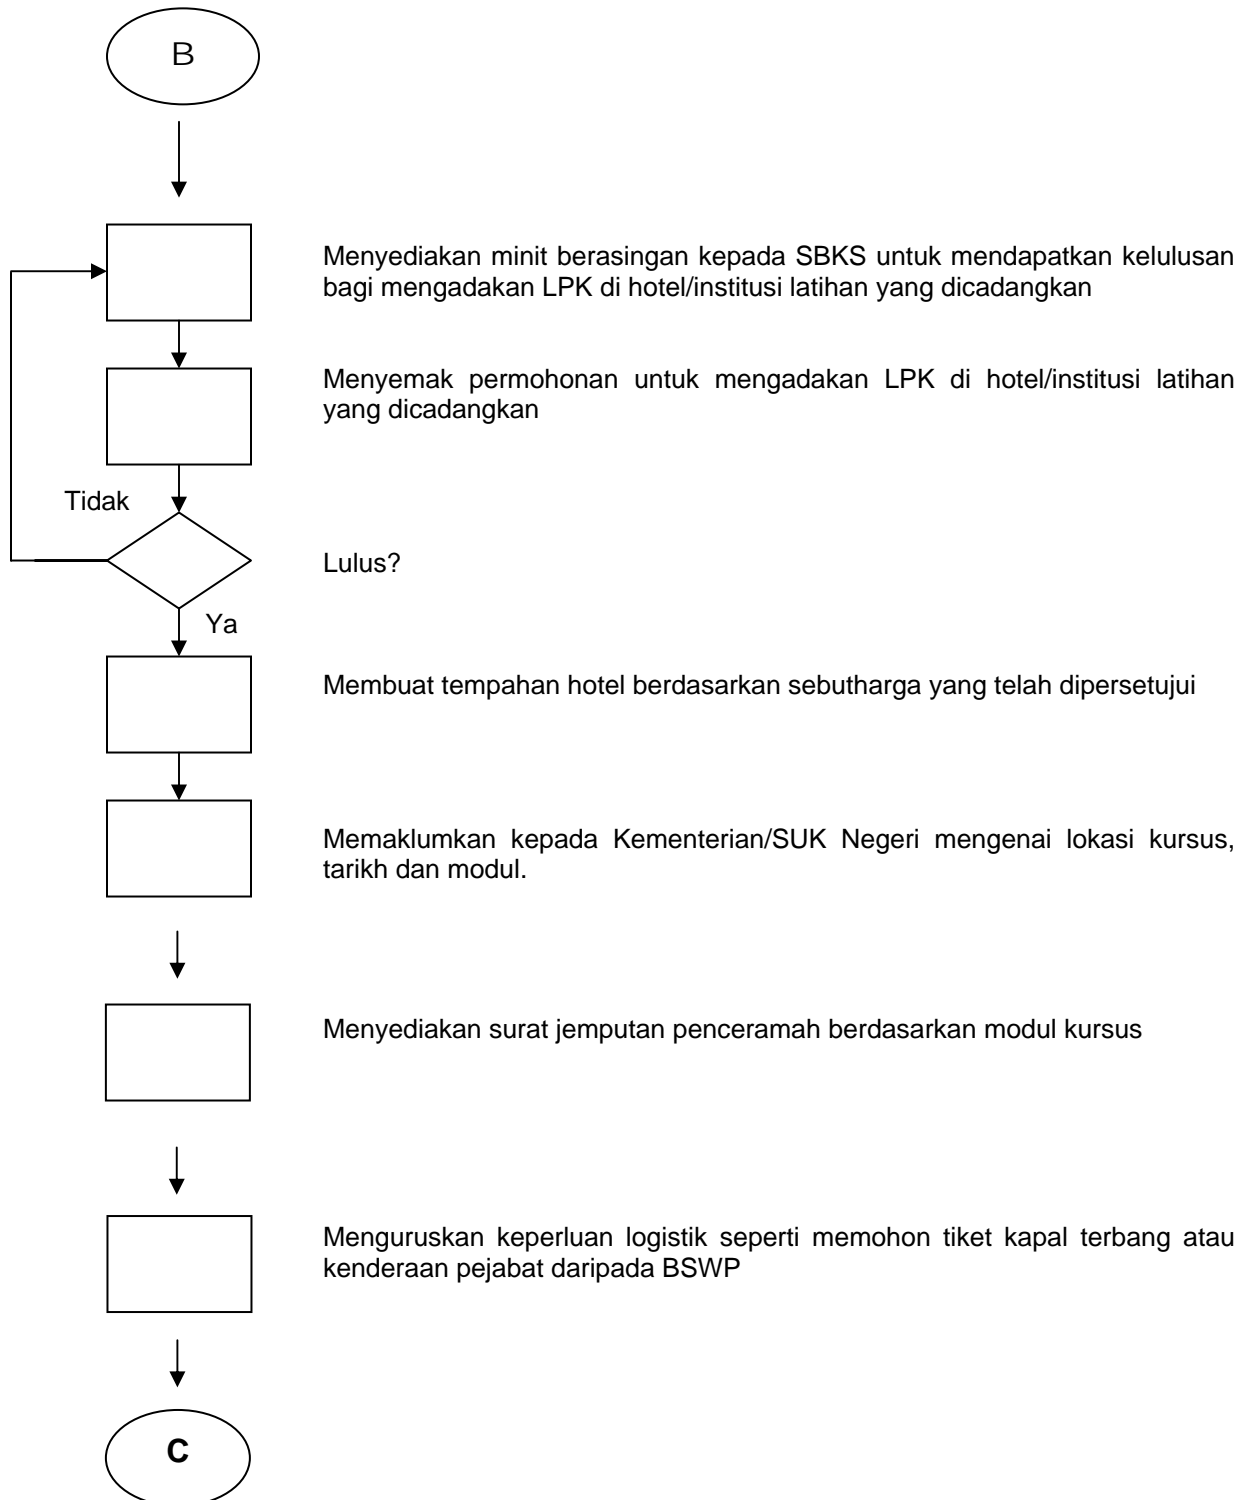 B
Menyediakan minit berasingan kepada SBKS untuk mendapatkan kelulusan
bagi mengadakan LPK di hotel/institusi latihan yang dicadangkan
Menyemak permohonan untuk mengadakan LPK di hotel/institusi latihan
yang dicadangkan
Tidak
Lulus?
Ya
Membuat tempahan hotel berdasarkan sebutharga yang telah dipersetujui
Memaklumkan kepada Kementerian/SUK Negeri mengenai lokasi kursus,
tarikh dan modul.
Menyediakan surat jemputan penceramah berdasarkan modul kursus
Menguruskan keperluan logistik seperti memohon tiket kapal terbang atau
kenderaan pejabat daripada BSWP
C